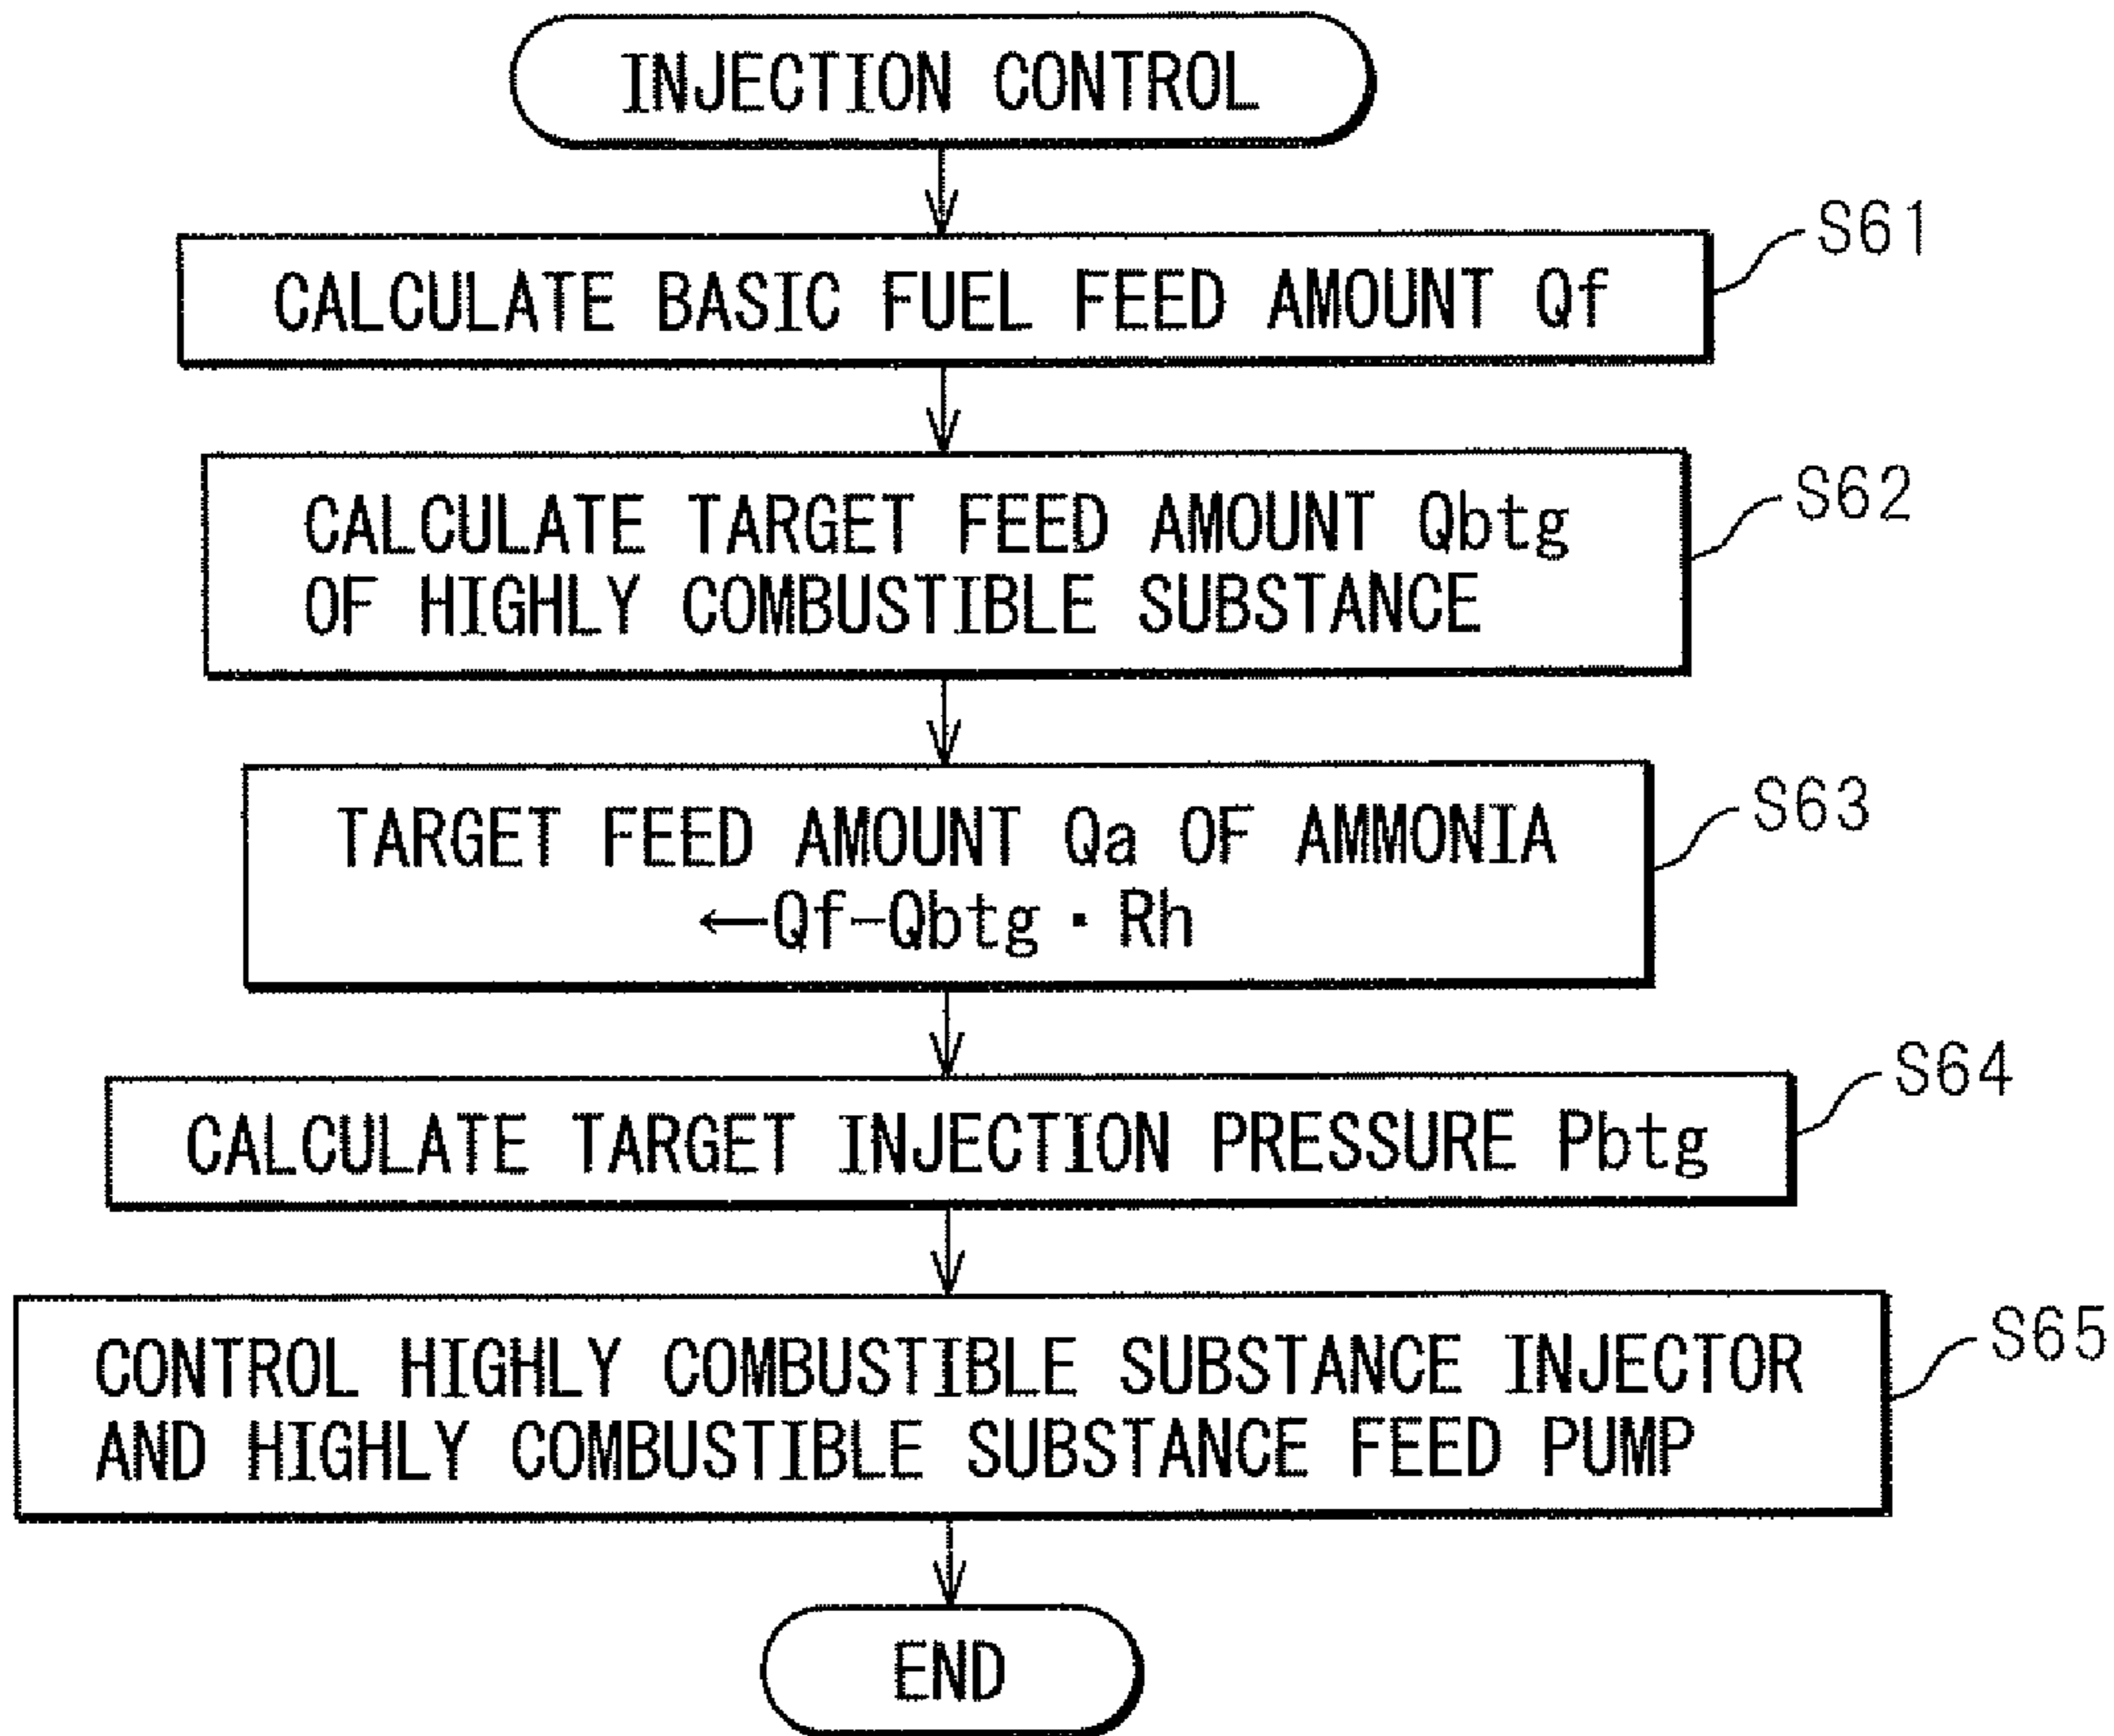 INJECTION CONTROL
S61
CALCULATE BASIC FUEL FEED AMOUNT Qf
S62
CALCULATE TARGET FEED AMOUNT Qbtg
OF HIGHLY COMBUSTIBLE SUBSTANCE
S63
TARGET FEED AMOUNT Qa OF AMMONIA
←Qf-Qbtg・Rh
S64
CALCULATE TARGET INJECTION PRESSURE Pbtg
S65
CONTROL HIGHLY COMBUSTIBLE SUBSTANCE INJECTOR
AND HIGHLY COMBUSTIBLE SUBSTANCE FEED PUMP
END